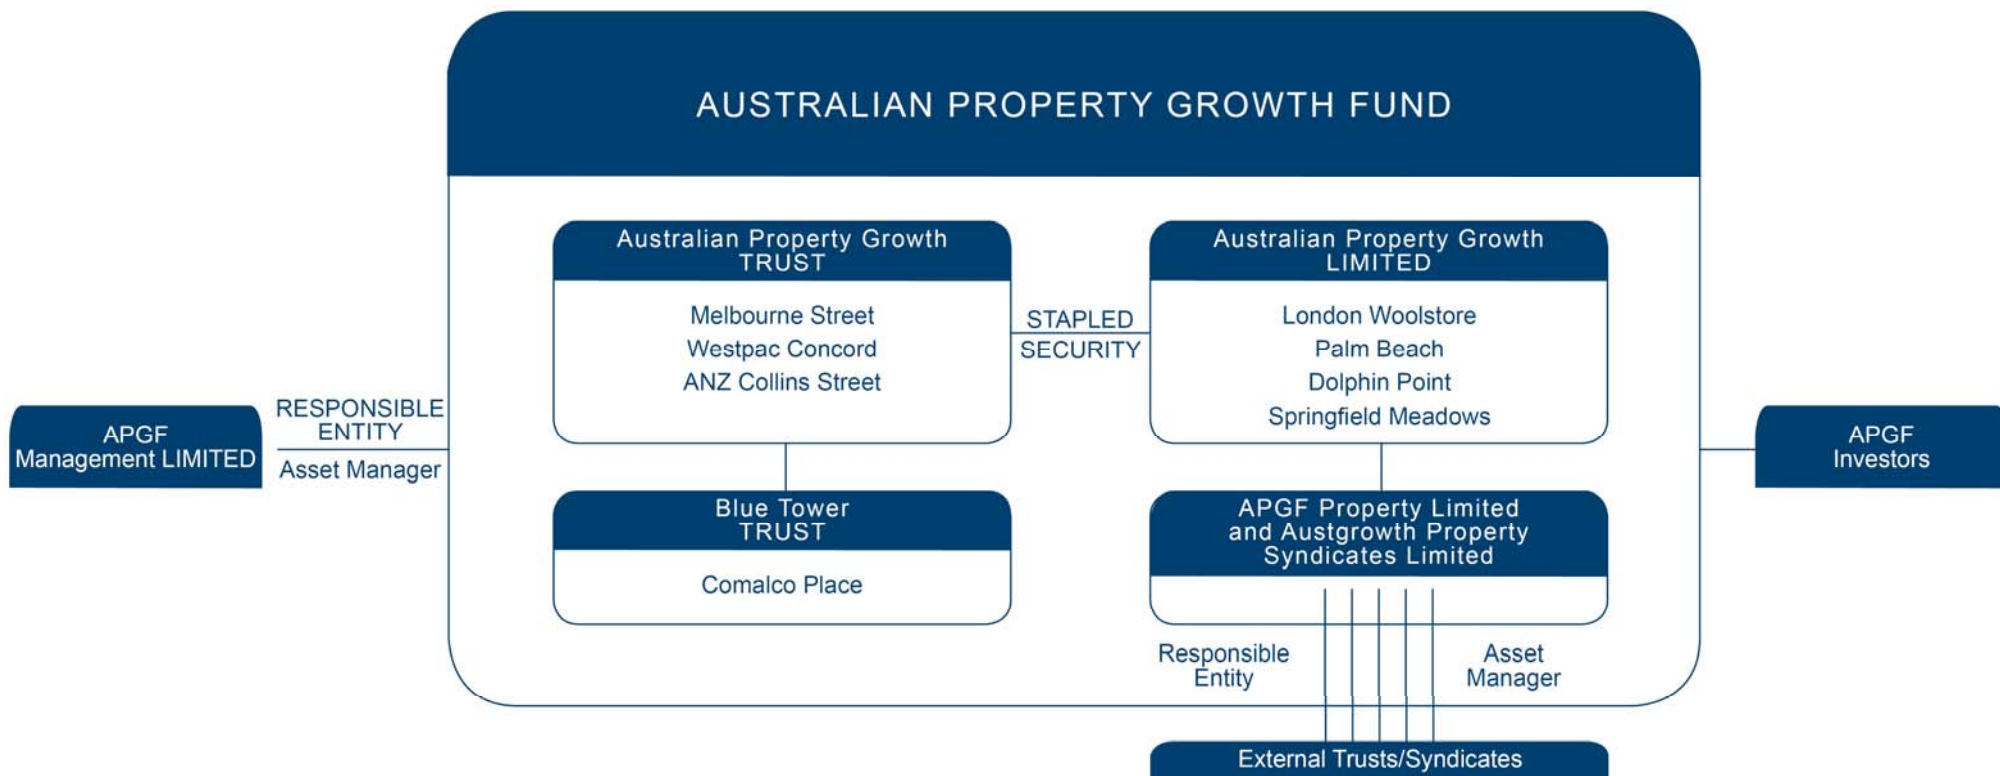 AUSTRALIAN PROPERTY GROWTH FUND
Australian Property Growth
TRUST
Melbourne Street
Westpac Concord
ANZ Collins Street
STAPLED
SECURITY
Australian Property Growth
LIMITED
London Woolstore
Palm Beach
Dolphin Point
Springfield Meadows
APGF
Management LIMITED
RESPONSIBLE
ENTITY
Asset Manager
APGF
Investors
Blue Tower
TRUST
Comalco Place
APGF Property Limited
and Austgrowth Property
Syndicates Limited
Responsible
Entity
Asset
Manager
External Trusts/Syndicates